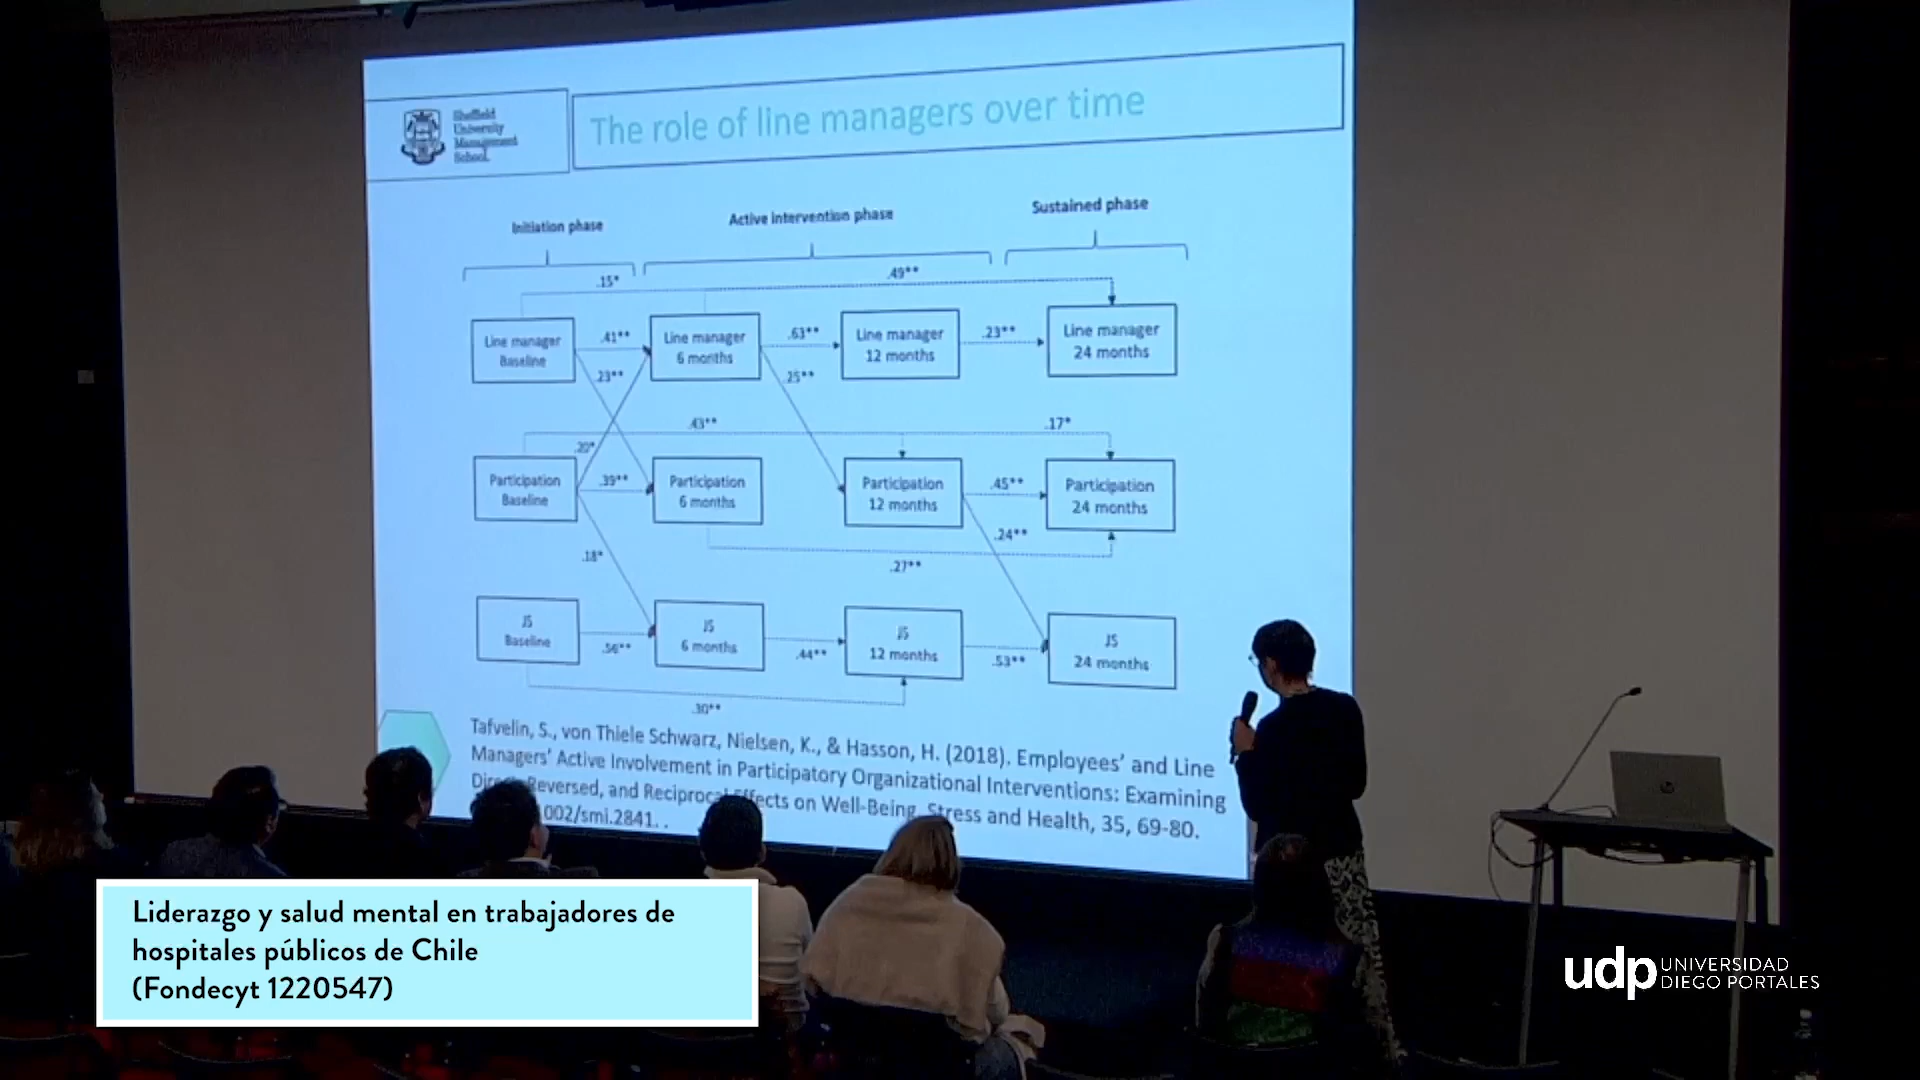 Sheffield
University
Management
School.
The role of line managers over time
Initiation phase
Active intervention phase
Sustained phase
.15*
.49**
Line manager
Baseline
.41**
Line manager
6 months
.63**
Line manager
12 months
.23**
Line manager
24 months
.23**
.25**
.43**
.17*
.20*
Participation
Baseline
.39**
Participation
6 months
Participation
12 months
.45**
Participation
24 months
.24**
.18*
.27**
JS
Baseline
.56**
JS
6 months
.44**
JS
12 months
.53**
JS
24 months
.30**
Tafvelin, S., von Thiele Schwarz, Nielsen, K., & Hasson, H. (2018). Employees' and Line
Managers' Active Involvement in Participatory Organizational Interventions: Examining
Reversed, and Reciprocal Effects on Well-Being. Stress and Health, 35, 69-80.
002/smi.2841. .
Liderazgo y salud mental en trabajadores de
hospitales públicos de Chile
(Fondecyt 1220547)
udp UNIVERSIDAD
DIEGO PORTALES